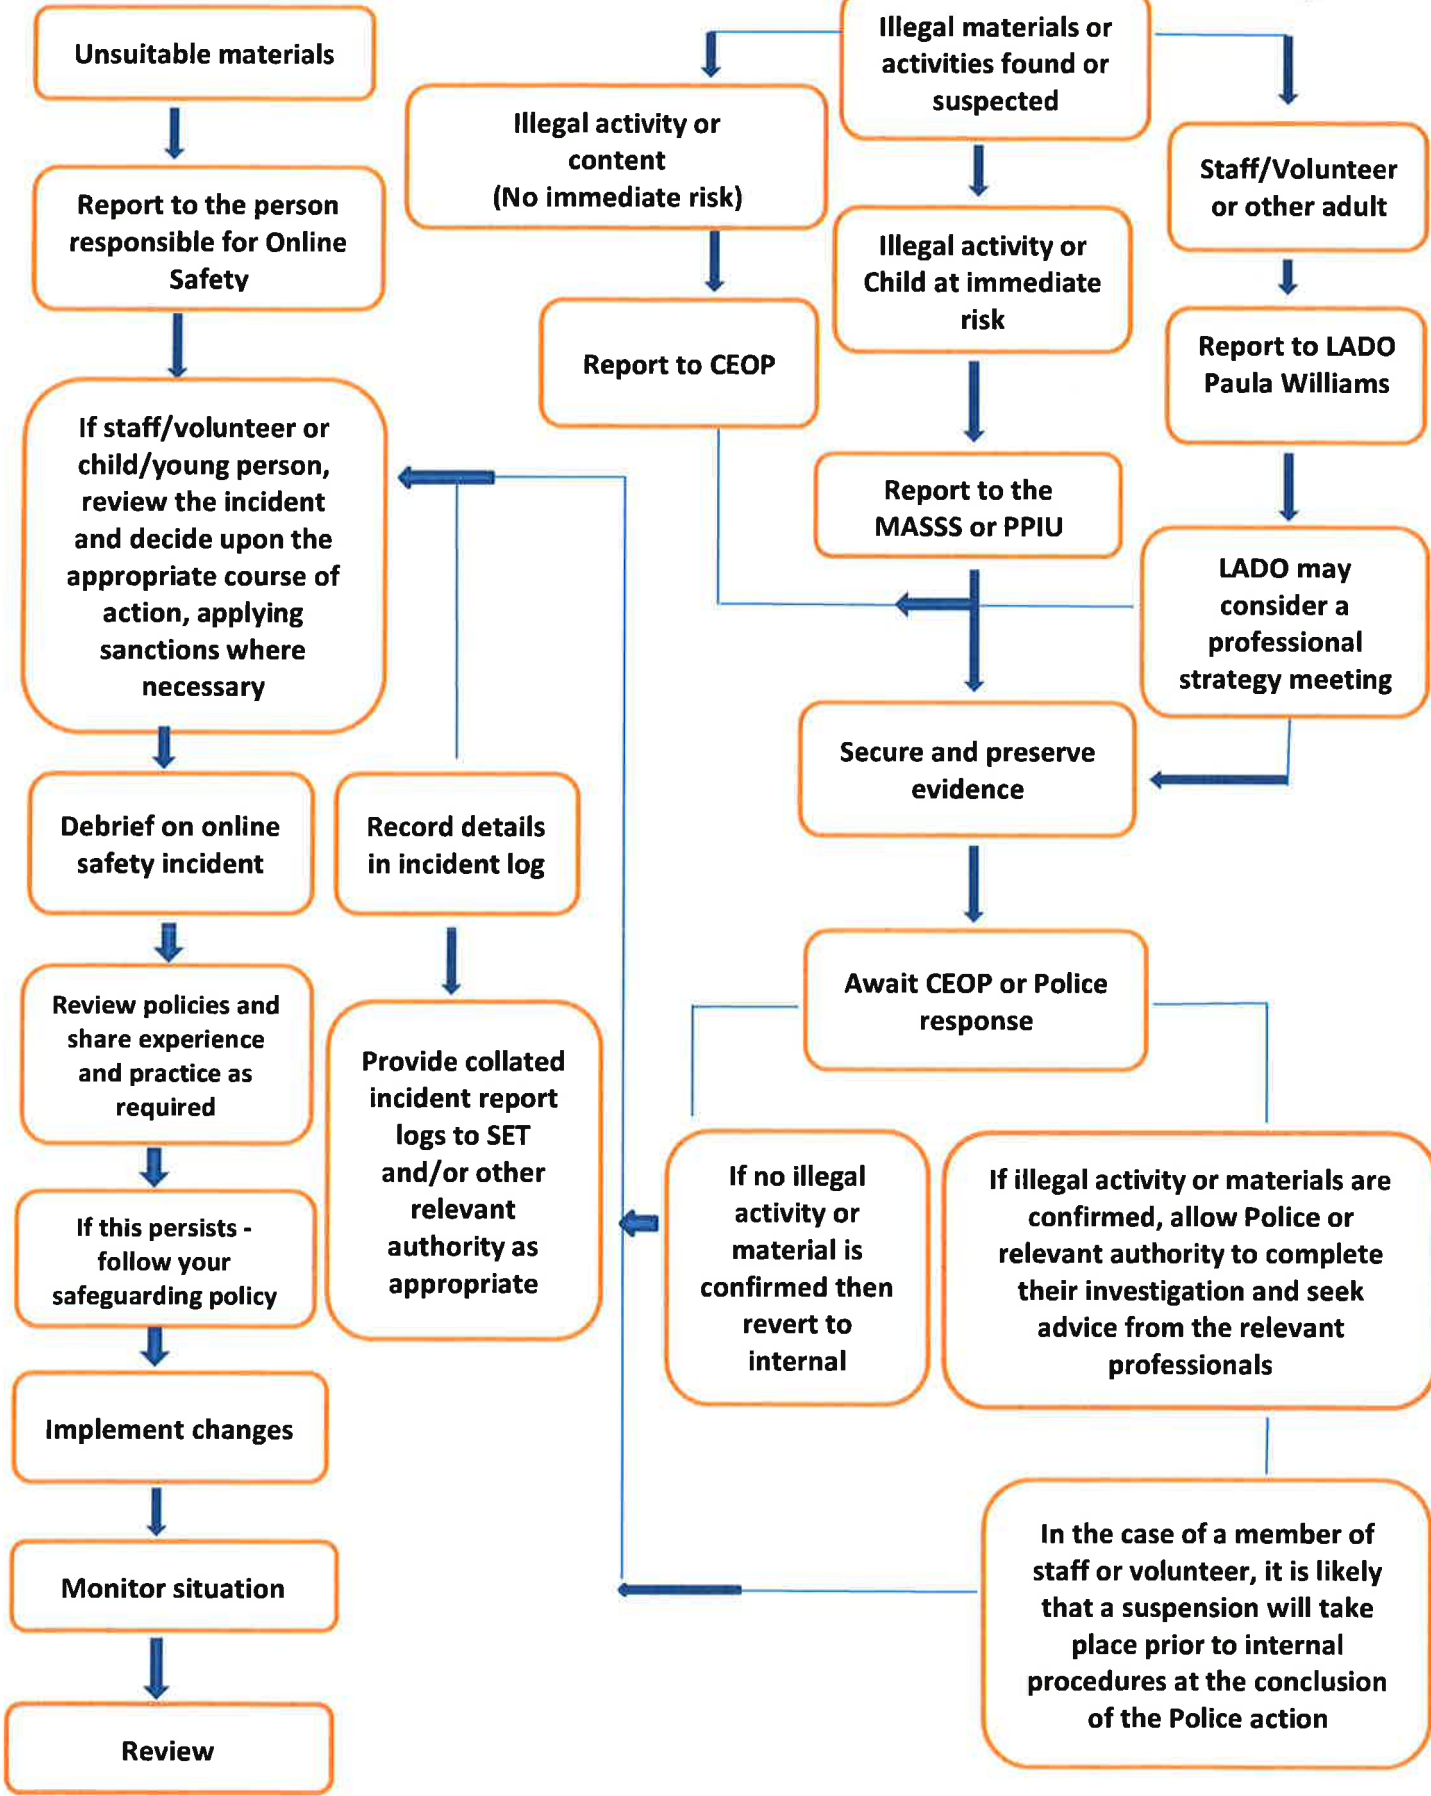 Unsuitable materials
Report to the person
responsible for Online
Safety
If staff/volunteer or
child/young person,
review the incident
and decide upon the
appropriate course of
action, applying
sanctions where
necessary
Debrief on online
safety incident
Review policies and
share experience
and practice as
required
If this persists -
follow your
safeguarding policy
Implement changes
Monitor situation
Review
Record details
in incident log
Provide collated
incident report
logs to SET
and/or other
relevant
authority as
appropriate
Illegal materials or
activities found or
suspected
Illegal activity or
content
(No immediate risk)
Report to CEOP
Illegal activity or
Child at immediate
risk
Report to the
MASSS or PPIU
Staff/Volunteer
or other adult
Report to LADO
Paula Williams
LADO may
consider a
professional
strategy meeting
Secure and preserve
evidence
Await CEOP or Police
response
If no illegal
activity or
material is
confirmed then
revert to
internal
If illegal activity or materials are
confirmed, allow Police or
relevant authority to complete
their investigation and seek
advice from the relevant
professionals
In the case of a member of
staff or volunteer, it is likely
that a suspension will take
place prior to internal
procedures at the conclusion
of the Police action